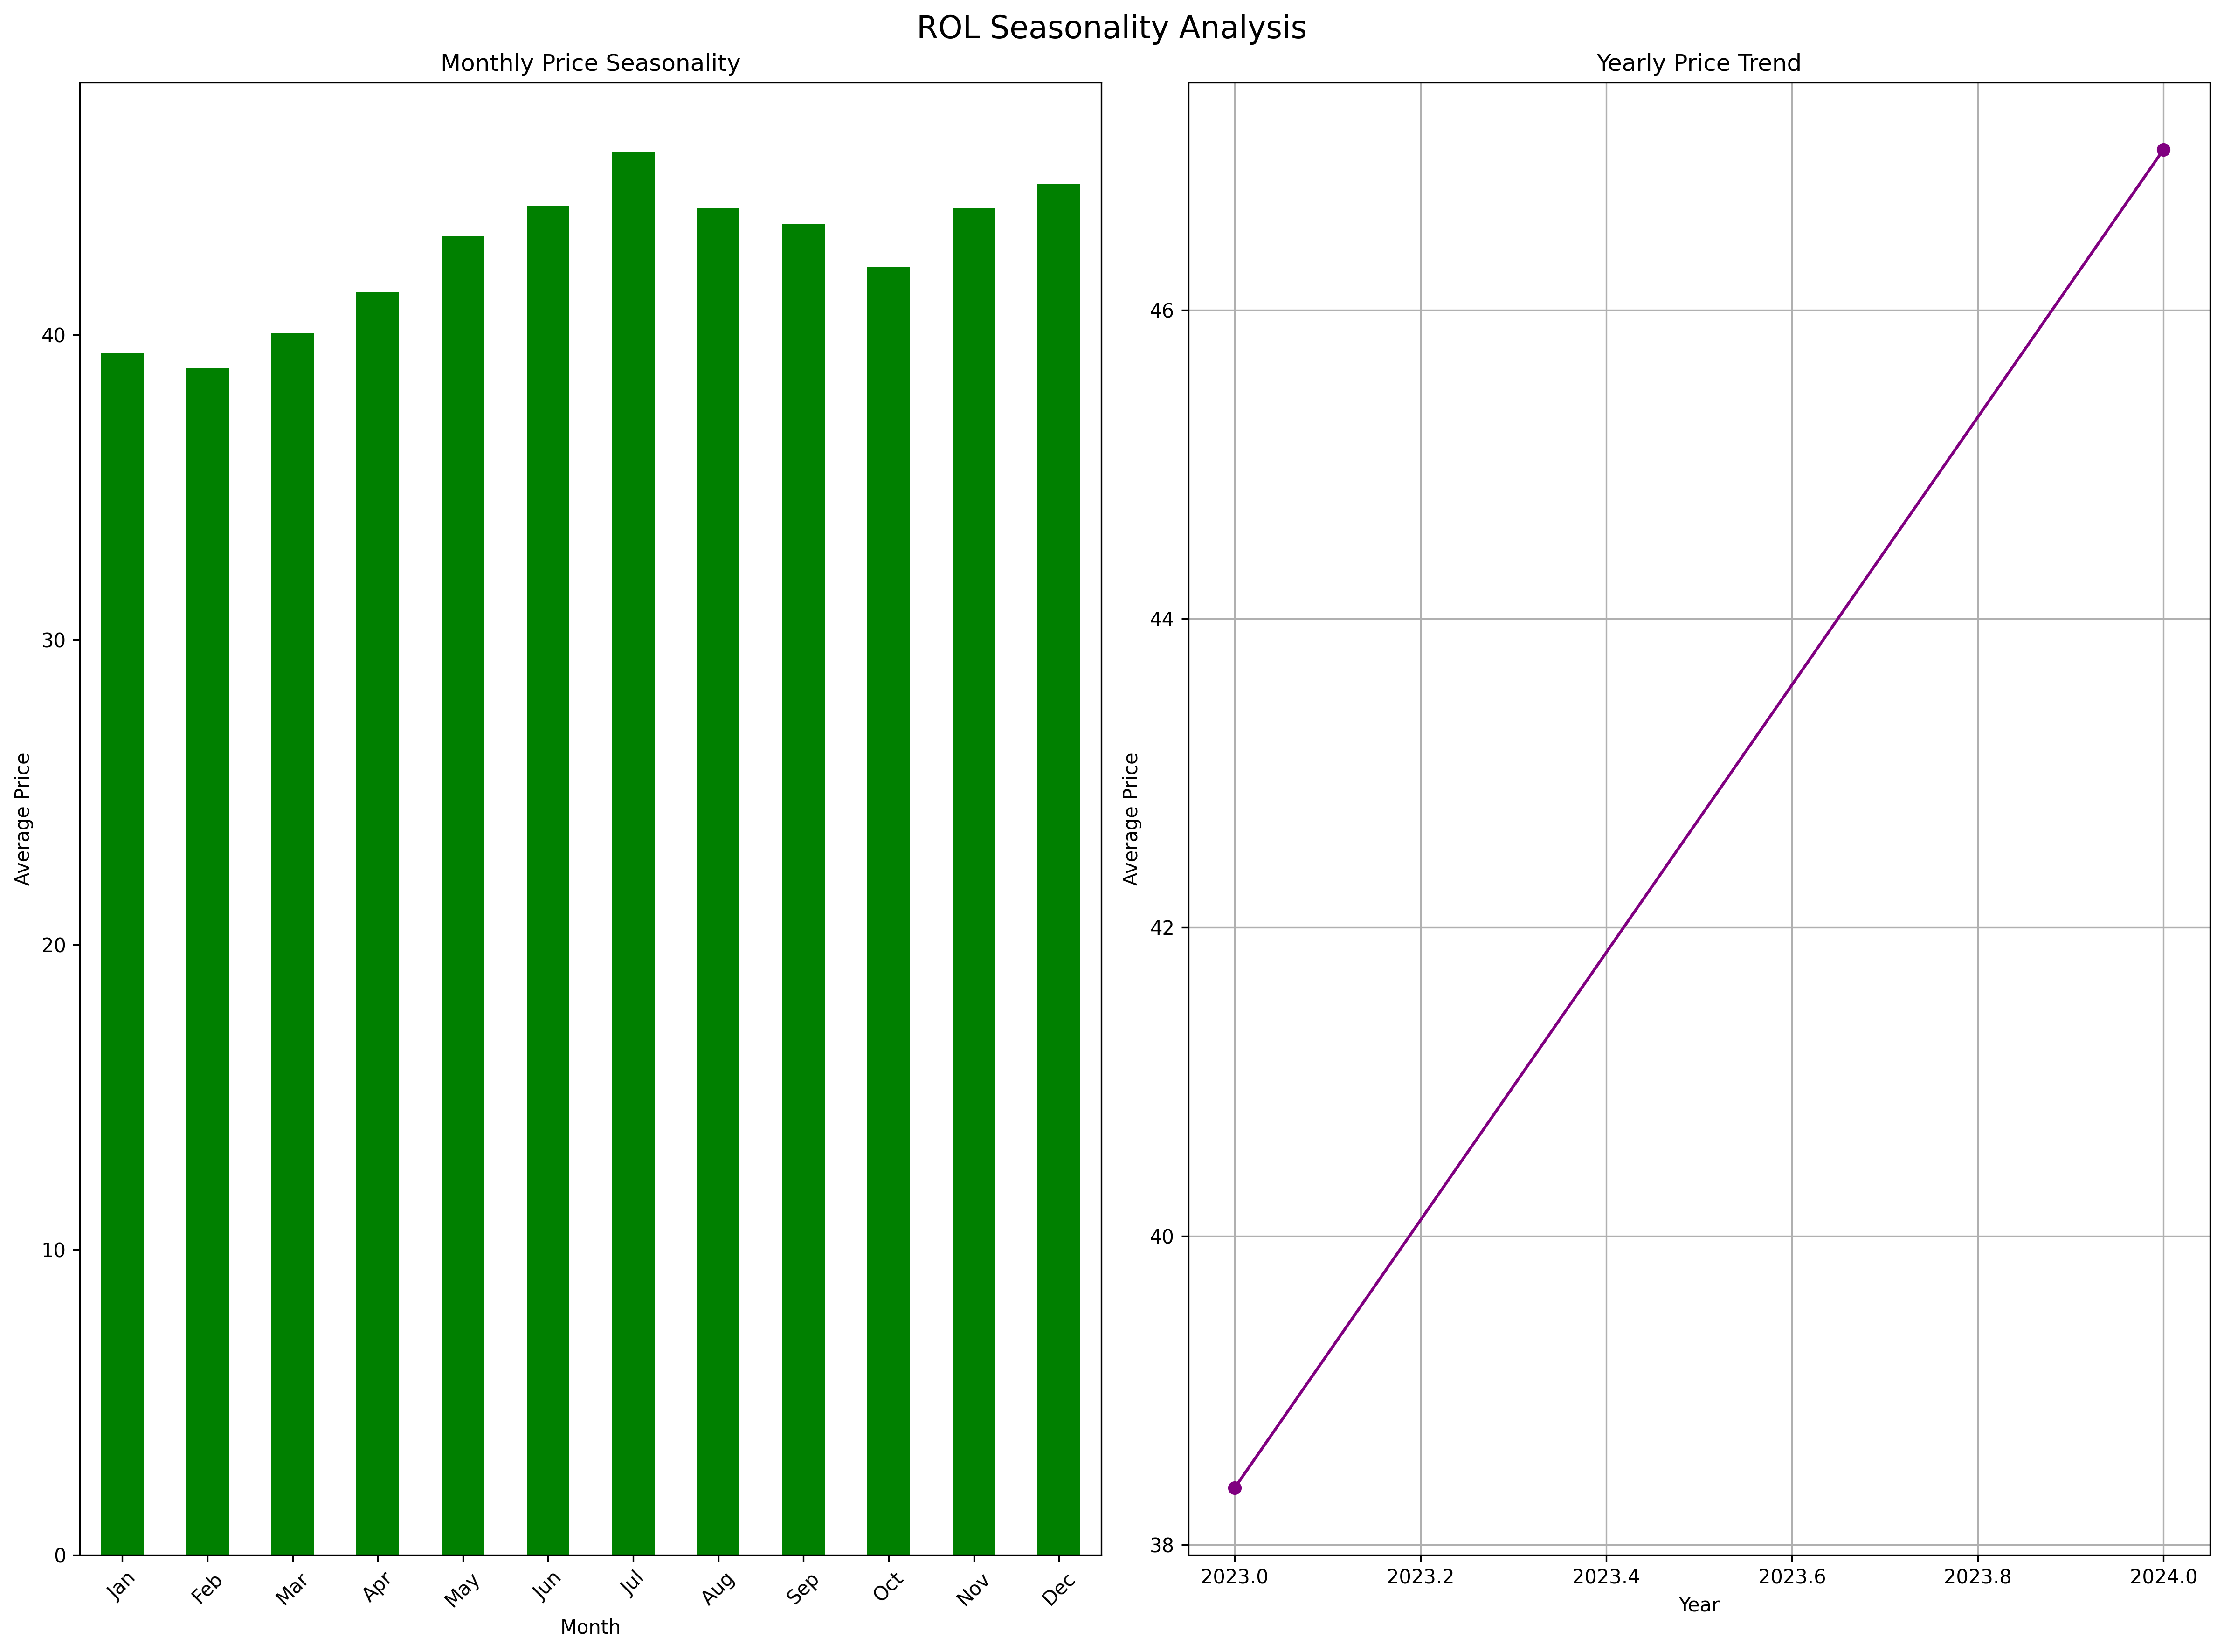 ROL Seasonality Analysis
Monthly Price Seasonality
Average Price
40
30
20
10
0
Jan Feb Mar Apr May Jun Jul Aug Sep Oct Nov Dec
Month
Yearly Price Trend
Average Price
46
44
42
40
38
2023.0 2023.2 2023.4 2023.6 2023.8 2024.0
Year